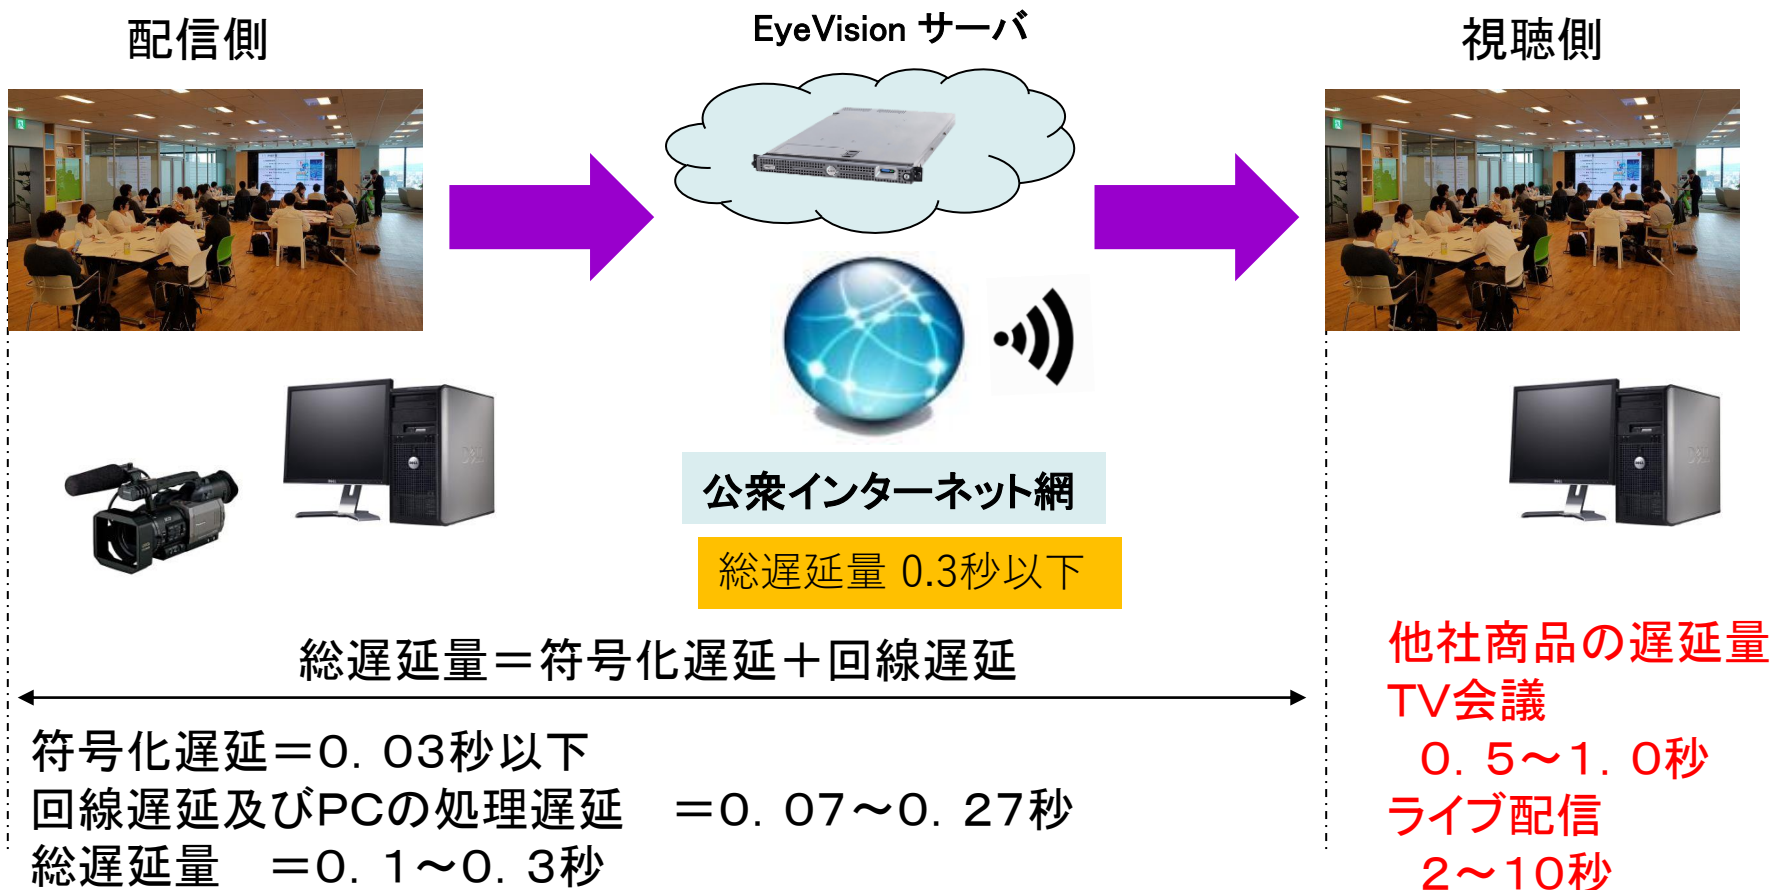 配信側
EyeVision サーバ
視聴側
公衆インターネット網
総遅延量 0.3秒以下
総遅延量＝符号化遅延＋回線遅延
符号化遅延＝０．０３秒以下
回線遅延及びPCの処理遅延　＝０．０７～０．２７秒
総遅延量　＝０．１～０．３秒
他社商品の遅延量
TV会議
０．５～１．０秒
ライブ配信
２～１０秒